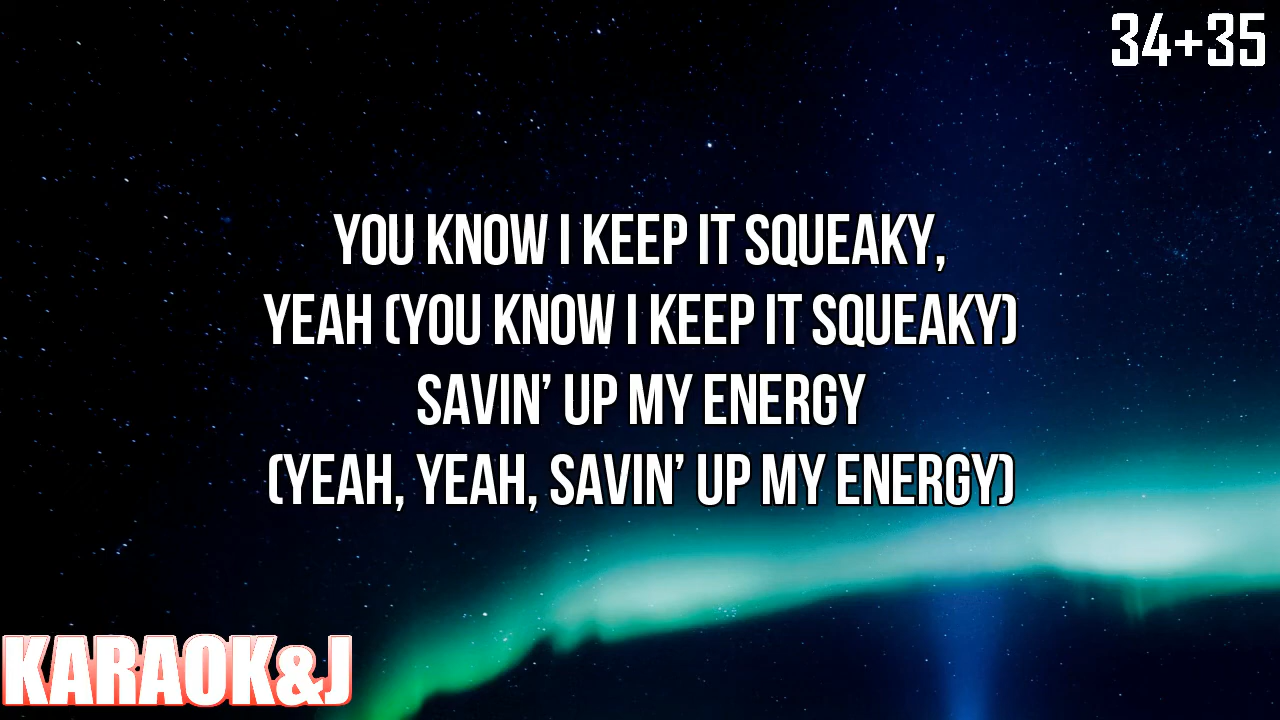 34+35
YOU KNOW I KEEP IT SQUEAKY,
YEAH (YOU KNOW I KEEP IT SQUEAKY)
SAVIN’ UP MY ENERGY
(YEAH, YEAH, SAVIN’ UP MY ENERGY)
KARAOK&J